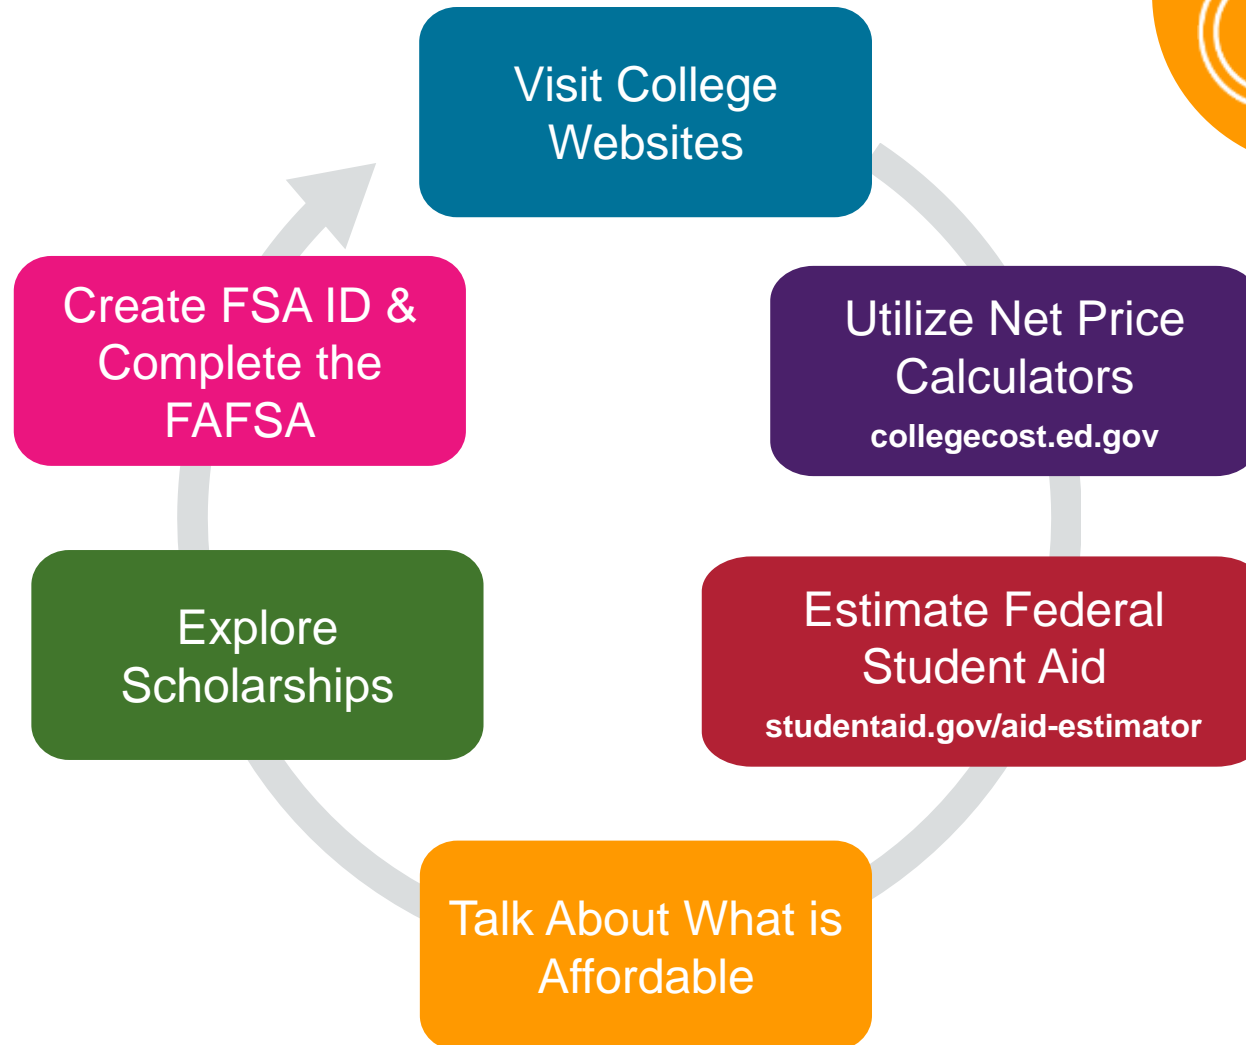 Visit College
Websites
Utilize Net Price
Calculators
collegecost.ed.gov
Estimate Federal
Student Aid
studentaid.gov/aid-estimator
Talk About What is
Affordable
Explore
Scholarships
Create FSA ID &
Complete the
FAFSA